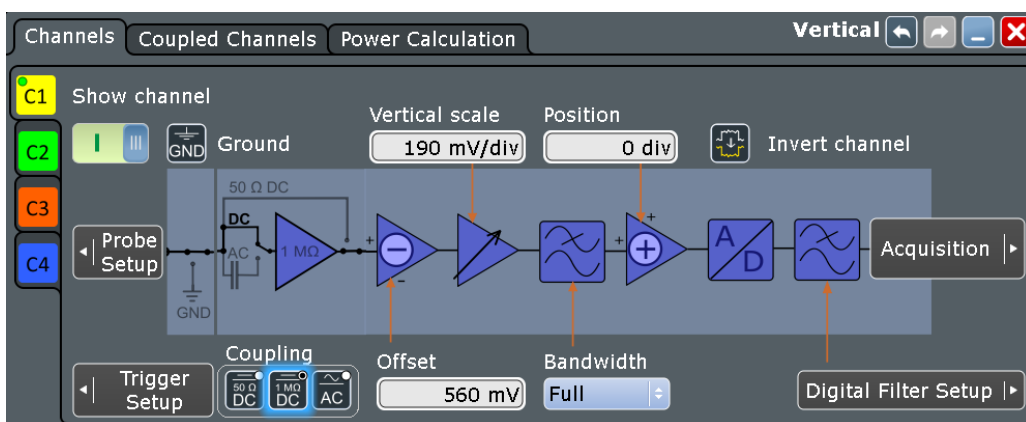 Channels Coupled Channels Power Calculation Vertical
C1 Show channel
Vertical scale Position
I GND Ground 190 mV/div 0 div Invert channel
C2
50 Ω DC
C3 DC + +
Probe Setup AC 1 MΩ − + + A/D Acquisition
C4 -
GND
Coupling Offset Bandwidth
Trigger Setup 50 Ω DC 1 MΩ DC AC 560 mV Full Digital Filter Setup